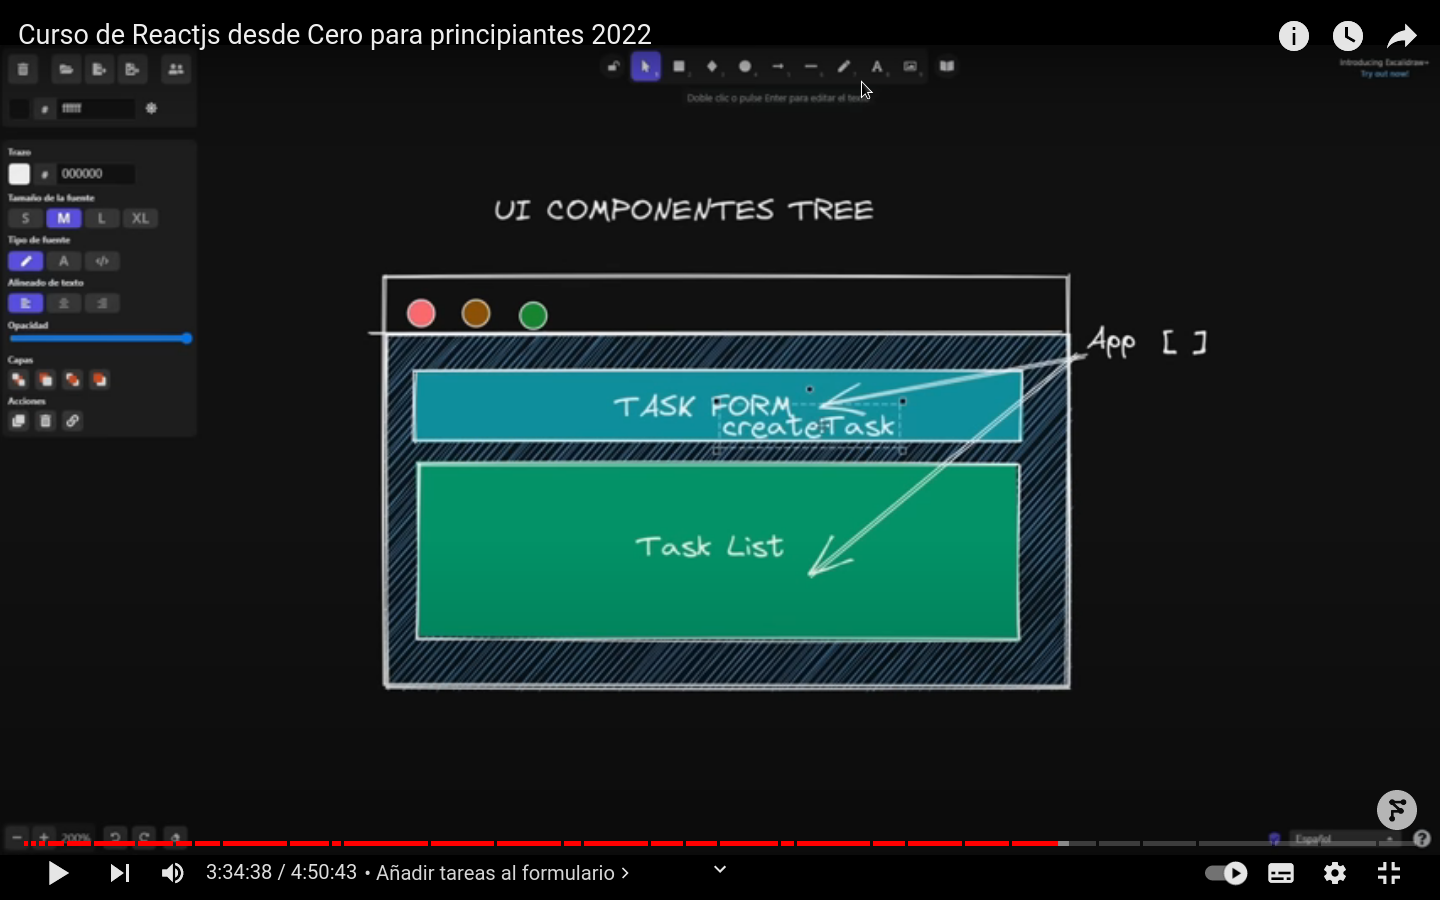 Curso de Reactjs desde Cero para principiantes 2022
Introducing Excalidraw+
Try out now!
# ffffff
Doble clic o pulse Enter para editar el
Trazo
# 000000
Tamaño de la fuente
S M L XL
Tipo de fuente
A </>
Alineado de texto
Opacidad
Capas
Acciones
UI COMPONENTES TREE
App [ ]
TASK FORM
createTask
Task List
200%
Español
3:34:38 / 4:50:43 • Añadir tareas al formulario